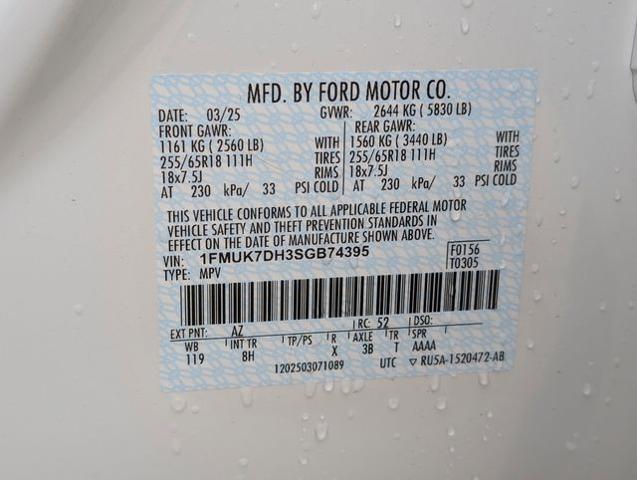 MFD. BY FORD MOTOR CO.
DATE: 03/25 GVWR: 2644 KG ( 5830 LB)
FRONT GAWR: REAR GAWR:
1161 KG ( 2560 LB) WITH 1560 KG ( 3440 LB) WITH
255/65R18 111H TIRES 255/65R18 111H TIRES
18x7.5J RIMS 18x7.5J RIMS
AT 230 kPa/ 33 PSI COLD AT 230 kPa/ 33 PSI COLD
THIS VEHICLE CONFORMS TO ALL APPLICABLE FEDERAL MOTOR
VEHICLE SAFETY AND THEFT PREVENTION STANDARDS IN
EFFECT ON THE DATE OF MANUFACTURE SHOWN ABOVE.
VIN: 1FMUK7DH3SGB74395 F0156
TYPE: MPV T0305
EXT PNT: AZ RC: 52 DSO:
WB INT TR TP/PS R AXLE TR SPR
119 8H X 3B T AAAA
1202503071089 UTC ▽ RU5A-1520472-AB